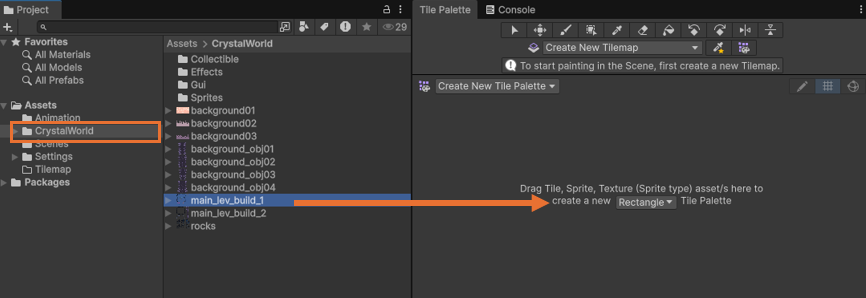 Project
29
Favorites
All Materials
All Models
All Prefabs
Assets
Animation
CrystalWorld
Scenes
Settings
Tilemap
Packages
Assets > CrystalWorld
Collectible
Effects
Gui
Sprites
background01
background02
background03
background_obj01
background_obj02
background_obj03
background_obj04
main_lev_build_1
main_lev_build_2
rocks
Tile Palette
Console
Create New Tilemap
To start painting in the Scene, first create a new Tilemap.
Create New Tile Palette
Drag Tile, Sprite, Texture (Sprite type) asset/s here to
create a new Rectangle Tile Palette